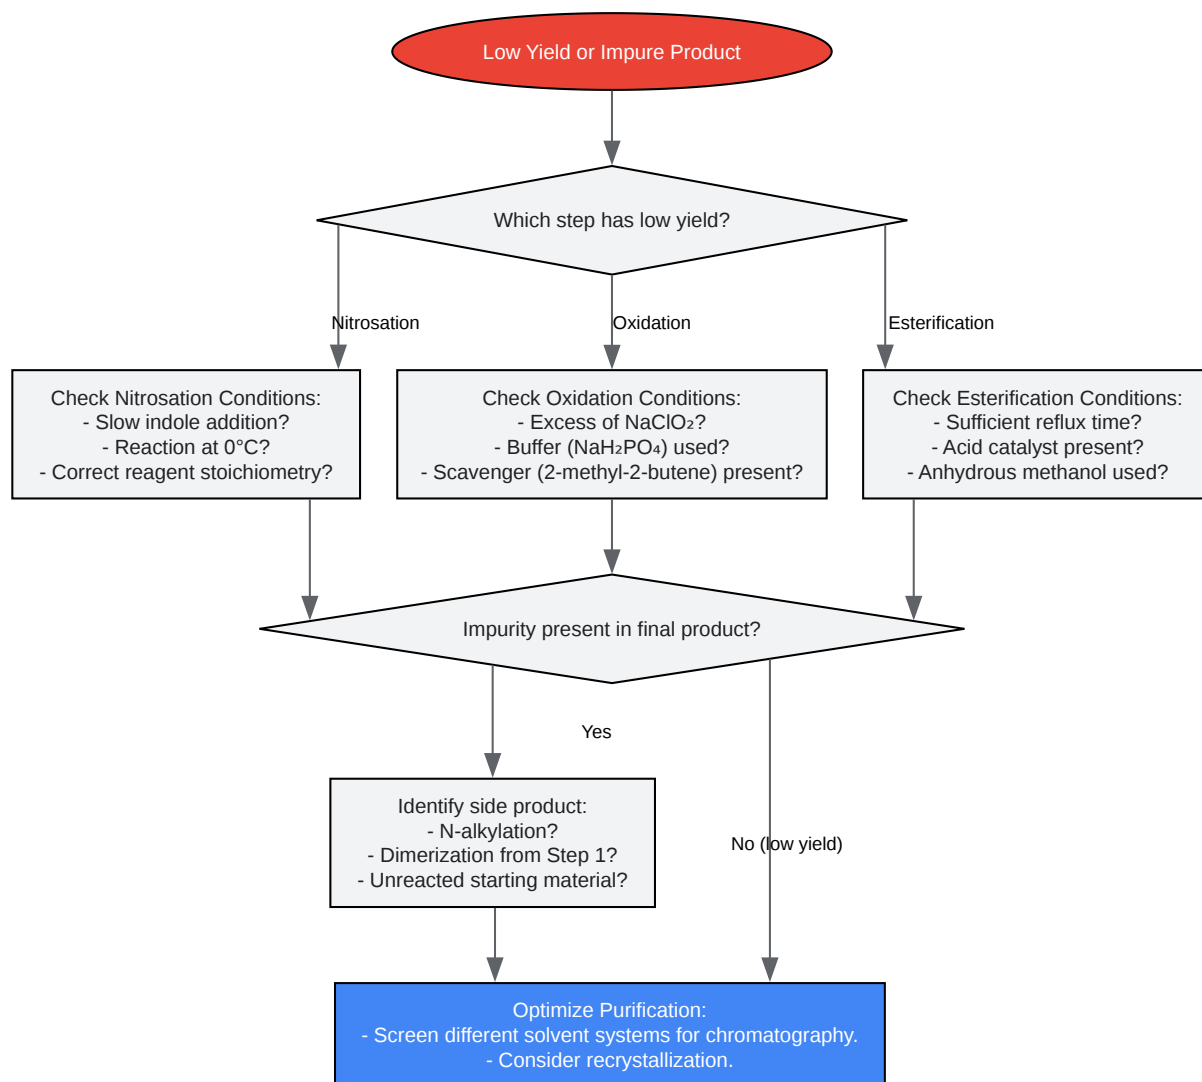 Low Yield or Impure Product
Which step has low yield?
Nitrosation
Oxidation
Esterification
Check Nitrosation Conditions:
- Slow indole addition?
- Reaction at 0°C?
- Correct reagent stoichiometry?
Check Oxidation Conditions:
- Excess of NaClO₂?
- Buffer (NaH₂PO₄) used?
- Scavenger (2-methyl-2-butene) present?
Check Esterification Conditions:
- Sufficient reflux time?
- Acid catalyst present?
- Anhydrous methanol used?
Impurity present in final product?
Yes
Identify side product:
- N-alkylation?
- Dimerization from Step 1?
- Unreacted starting material?
No (low yield)
Optimize Purification:
- Screen different solvent systems for chromatography.
- Consider recrystallization.